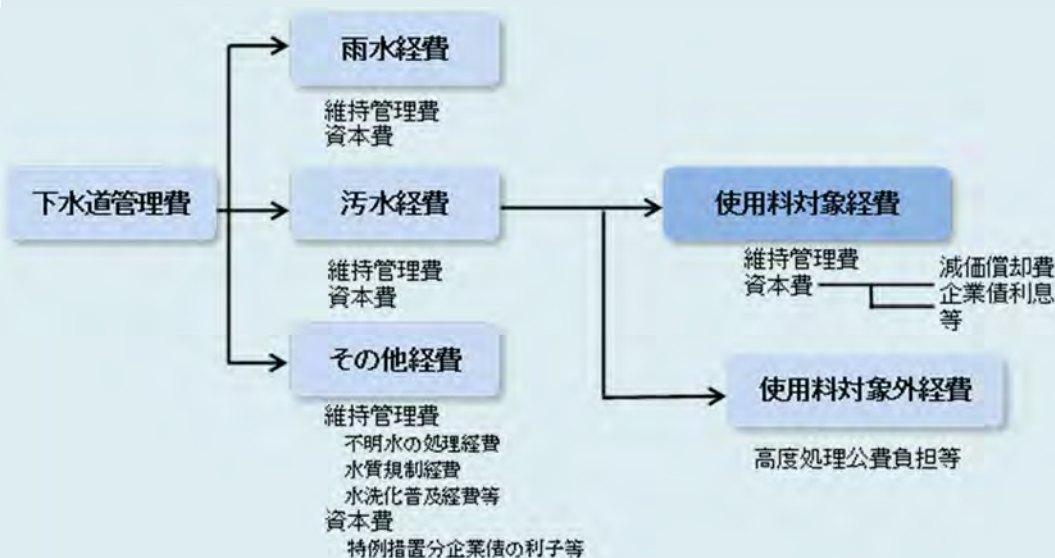 下水道管理費
雨水経費
維持管理費
資本費
汚水経費
維持管理費
資本費
その他経費
維持管理費
不明水の処理経費
水質規制経費
水洗化普及経費等
資本費
特例措置分企業債の利子等
使用料対象経費
維持管理費
資本費
減価償却費
企業債利息
等
使用料対象外経費
高度処理公費負担等